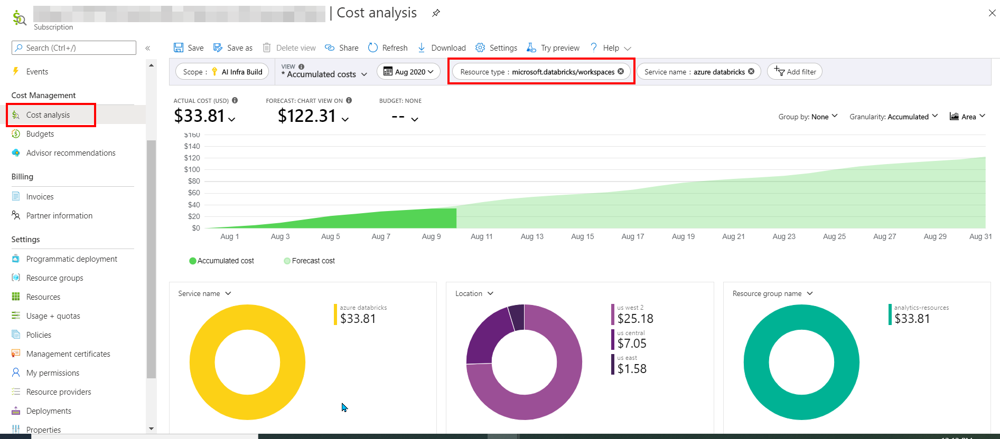 | Cost analysis
Subscription
Search (Ctrl+/)
«
Save
Save as
Delete view
Share
Refresh
Download
Settings
Try preview
? Help
Events
Cost Management
Cost analysis
Budgets
Advisor recommendations
Billing
Invoices
Partner information
Settings
Programmatic deployment
Resource groups
Resources
Usage + quotas
Policies
Management certificates
My permissions
Resource providers
Deployments
Properties
Scope : AI Infra Build
VIEW
* Accumulated costs
Aug 2020
Resource type : microsoft.databricks/workspaces
Service name : azure databricks
Add filter
ACTUAL COST (USD)
$33.81
FORECAST: CHART VIEW ON
$122.31
BUDGET: NONE
--
Group by: None
Granularity: Accumulated
Area
$160
$140
$120
$100
$80
$60
$40
$20
$0
Aug 1 Aug 3 Aug 5 Aug 7 Aug 9 Aug 11 Aug 13 Aug 15 Aug 17 Aug 19 Aug 21 Aug 23 Aug 25 Aug 27 Aug 29 Aug 31
Accumulated cost
Forecast cost
Service name
azure databricks
$33.81
Location
us west 2
$25.18
us central
$7.05
us east
$1.58
Resource group name
analytics-resources
$33.81